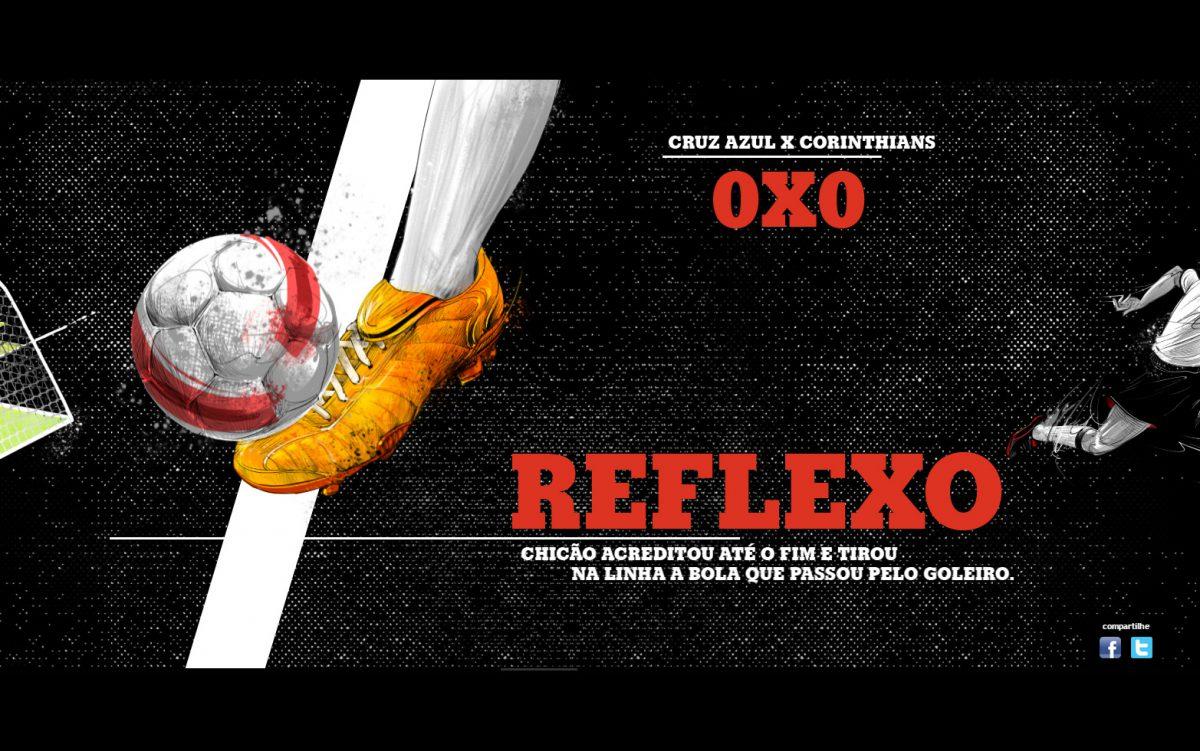 CRUZ AZUL X CORINTHIANS
0X0
REFLEXO
CHICÃO ACREDITOU ATÉ O FIM E TIROU
NA LINHA A BOLA QUE PASSOU PELO GOLEIRO.
compartilhe